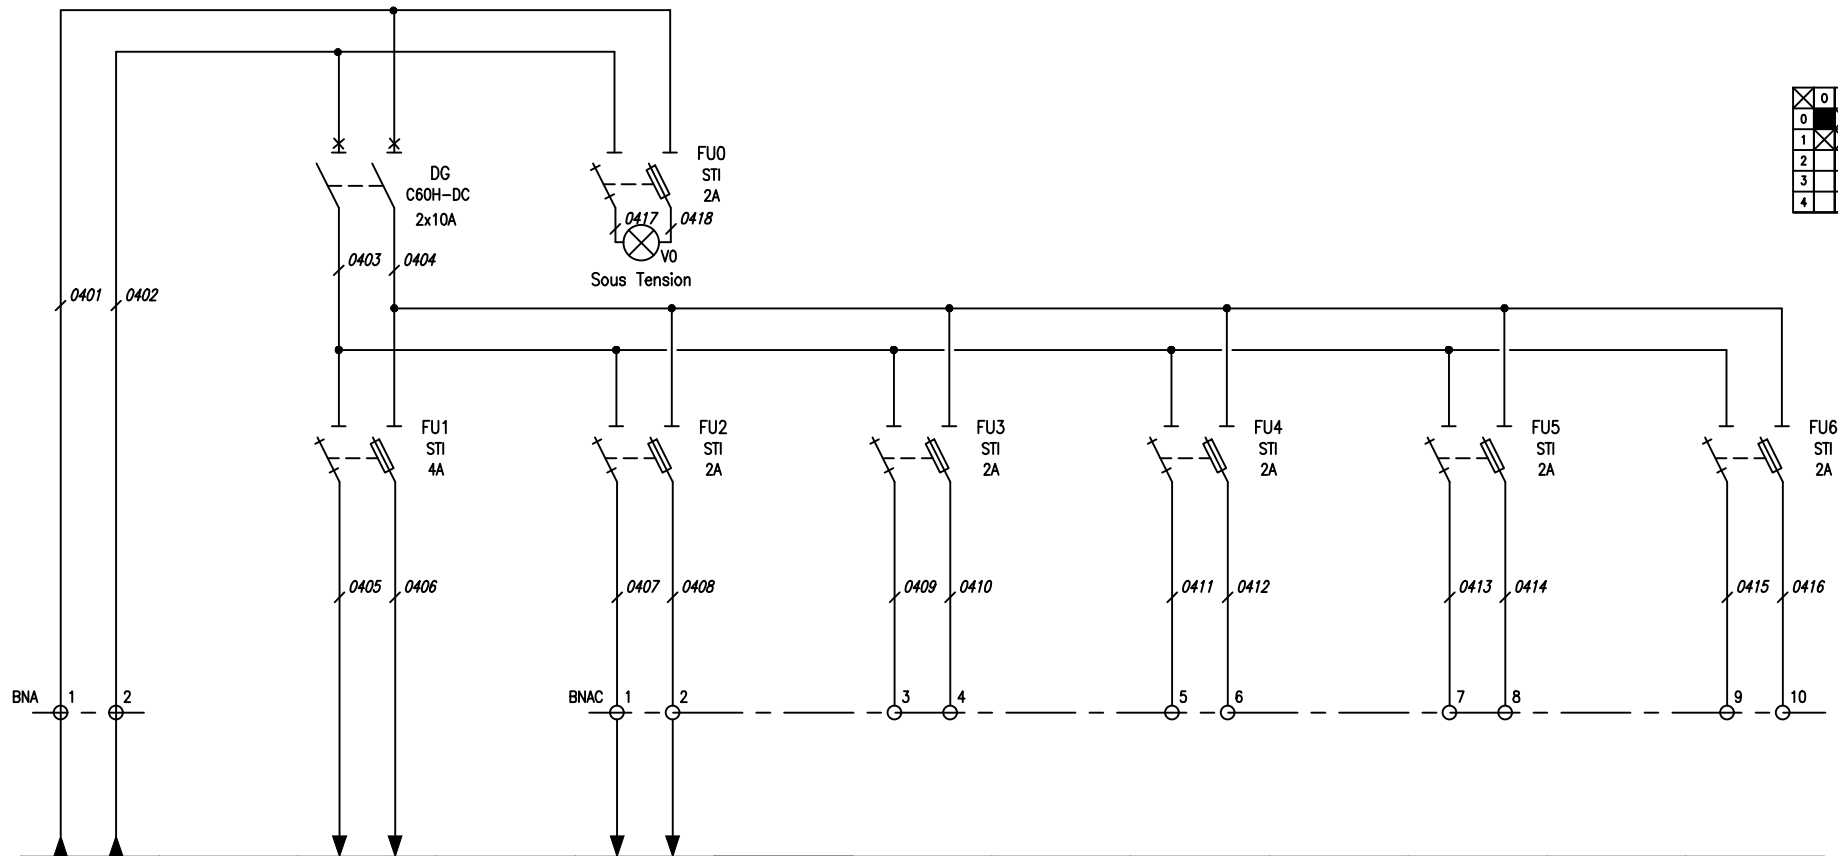 0
0
1
2
3
4
FU0
STI
2A
DG
C60H-DC
2x10A
0417
0418
V0
Sous Tension
0403
0404
0401
0402
FU1
STI
4A
FU2
STI
2A
FU3
STI
2A
FU4
STI
2A
FU5
STI
2A
FU6
STI
2A
0405
0406
0407
0408
0409
0410
0411
0412
0413
0414
0415
0416
BNA 1 2
BNAC 1 2 3 4 5 6 7 8 9 10